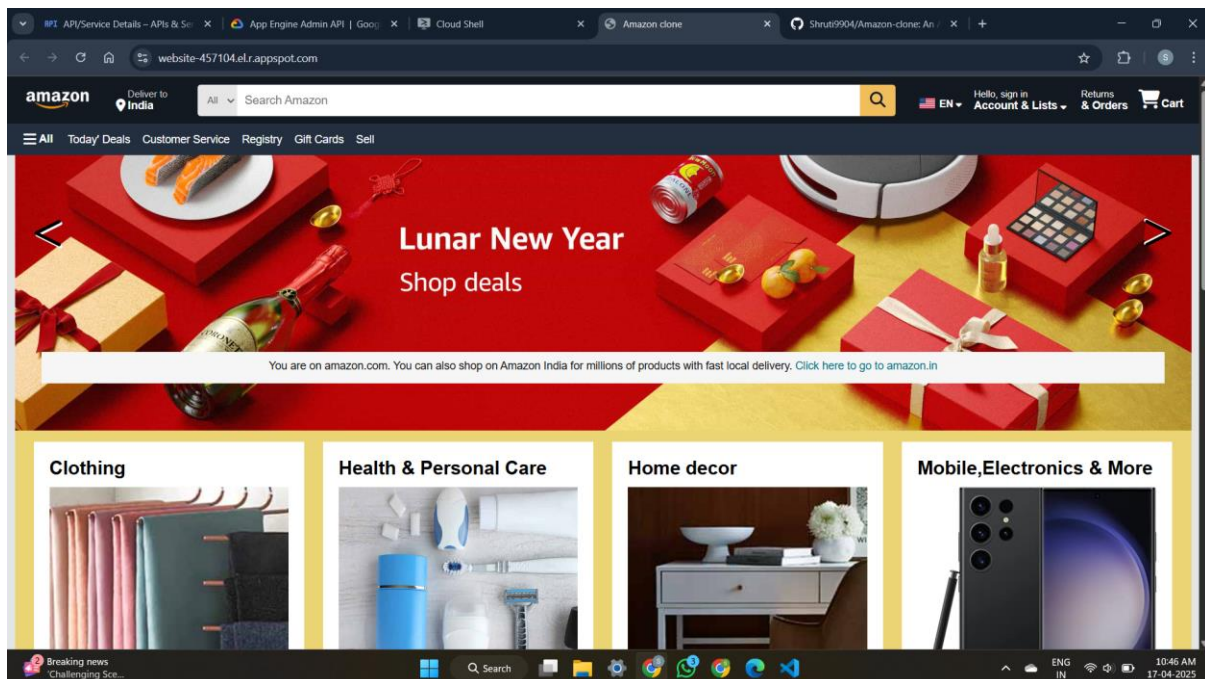 API/Service Details – APIs & Ser
App Engine Admin API | Goog
Cloud Shell
Amazon clone
Shruti9904/Amazon-clone: An
website-457104.el.r.appspot.com
S
amazon
Deliver to
India
All
Search Amazon
EN
Hello, sign in
Account & Lists
Returns
& Orders
Cart
All Today' Deals Customer Service Registry Gift Cards Sell
<
>
Lunar New Year
Shop deals
You are on amazon.com. You can also shop on Amazon India for millions of products with fast local delivery. Click here to go to amazon.in
Clothing
Health & Personal Care
Home decor
Mobile,Electronics & More
2
Breaking news
'Challenging Sce...
Search
3
ENG
IN
10:46 AM
17-04-2025